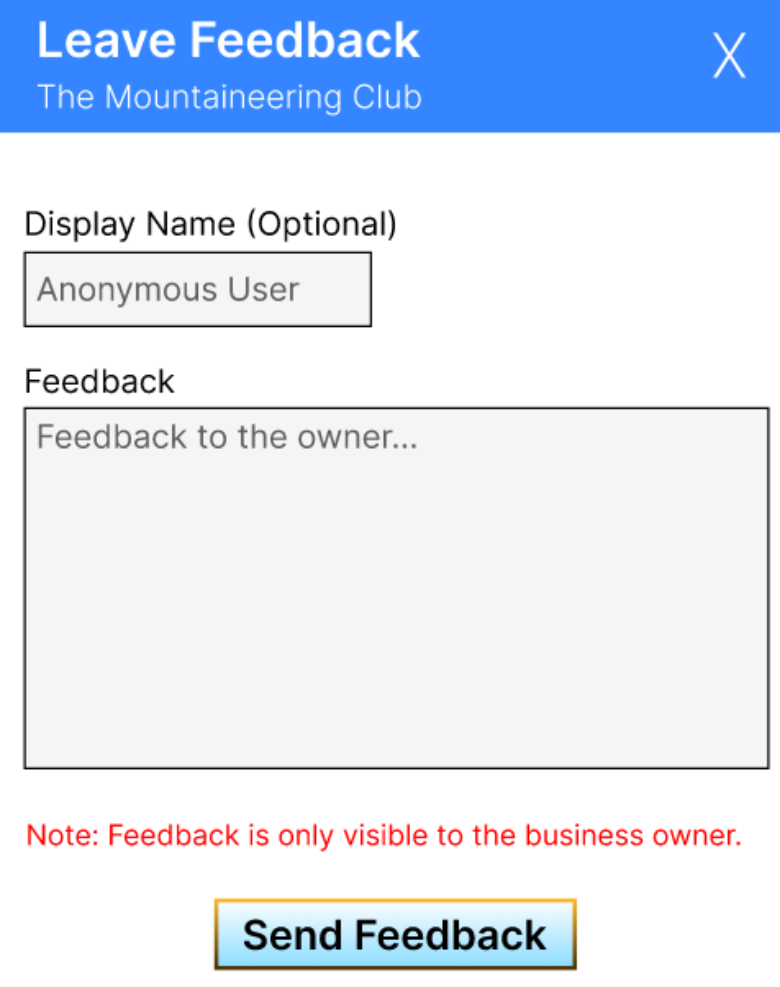 Leave Feedback
X
The Mountaineering Club
Display Name (Optional)
Anonymous User
Feedback
Feedback to the owner...
Note: Feedback is only visible to the business owner.
Send Feedback